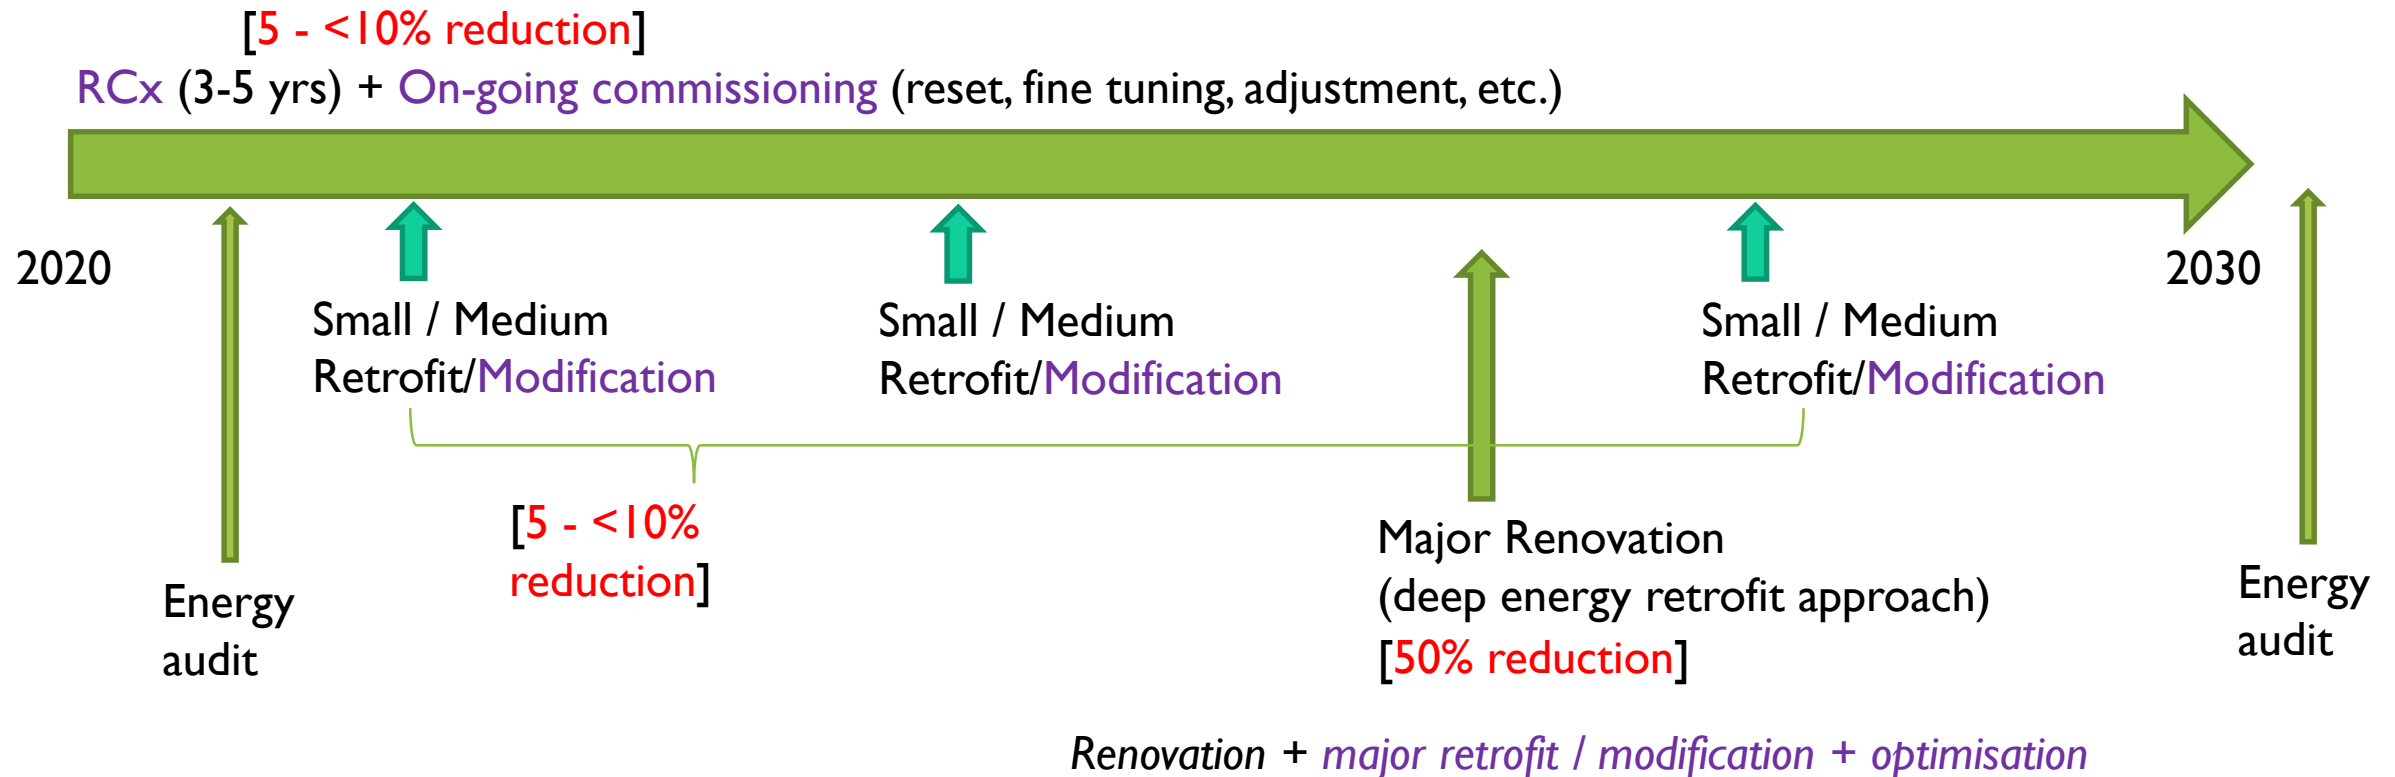 [5 - <10% reduction]
RCx (3-5 yrs) + On-going commissioning (reset, fine tuning, adjustment, etc.)
2020
2030
Small / Medium
Retrofit/Modification
Small / Medium
Retrofit/Modification
Small / Medium
Retrofit/Modification
[5 - <10%
reduction]
Energy
audit
Major Renovation
(deep energy retrofit approach)
[50% reduction]
Energy
audit
Renovation + major retrofit / modification + optimisation